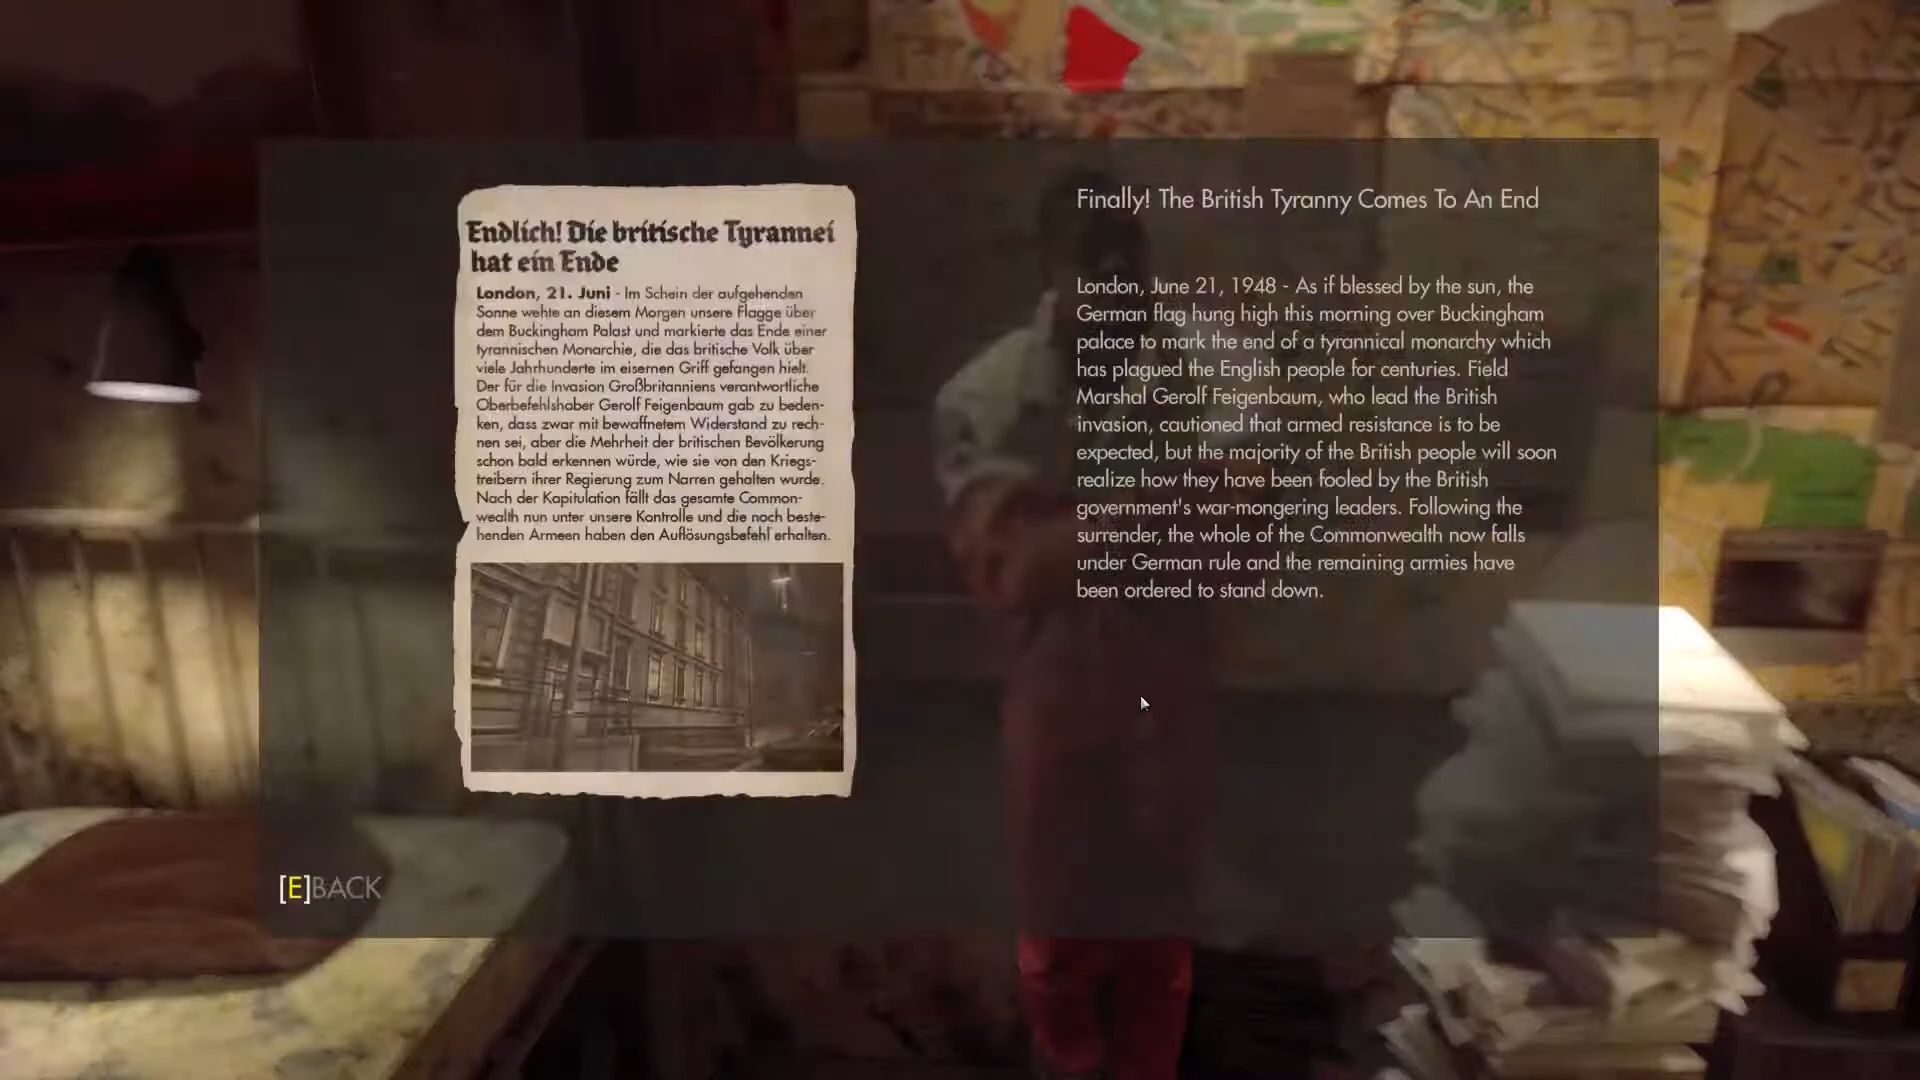 Endlich! Die britische Tyrannei
hat ein Ende
London, 21. Juni - Im Schein der aufgehenden
Sonne wehte an diesem Morgen unsere Flagge über
dem Buckingham Palast und markierte das Ende einer
tyrannischen Monarchie, die das britische Volk über
viele Jahrhunderte im eisernen Griff gefangen hielt.
Der für die Invasion Großbritanniens verantwortliche
Oberbefehlshaber Gerolf Feigenbaum gab zu beden-
ken, dass zwar mit bewaffnetem Widerstand zu rech-
nen sei, aber die Mehrheit der britischen Bevölkerung
schon bald erkennen würde, wie sie von den Kriegs-
treibern ihrer Regierung zum Narren gehalten wurde.
Nach der Kapitulation fällt das gesamte Common-
wealth nun unter unsere Kontrolle und die noch beste-
henden Armeen haben den Auflösungsbefehl erhalten.
Finally! The British Tyranny Comes To An End
London, June 21, 1948 - As if blessed by the sun, the
German flag hung high this morning over Buckingham
palace to mark the end of a tyrannical monarchy which
has plagued the English people for centuries. Field
Marshal Gerolf Feigenbaum, who lead the British
invasion, cautioned that armed resistance is to be
expected, but the majority of the British people will soon
realize how they have been fooled by the British
government's war-mongering leaders. Following the
surrender, the whole of the Commonwealth now falls
under German rule and the remaining armies have
been ordered to stand down.
[E]BACK